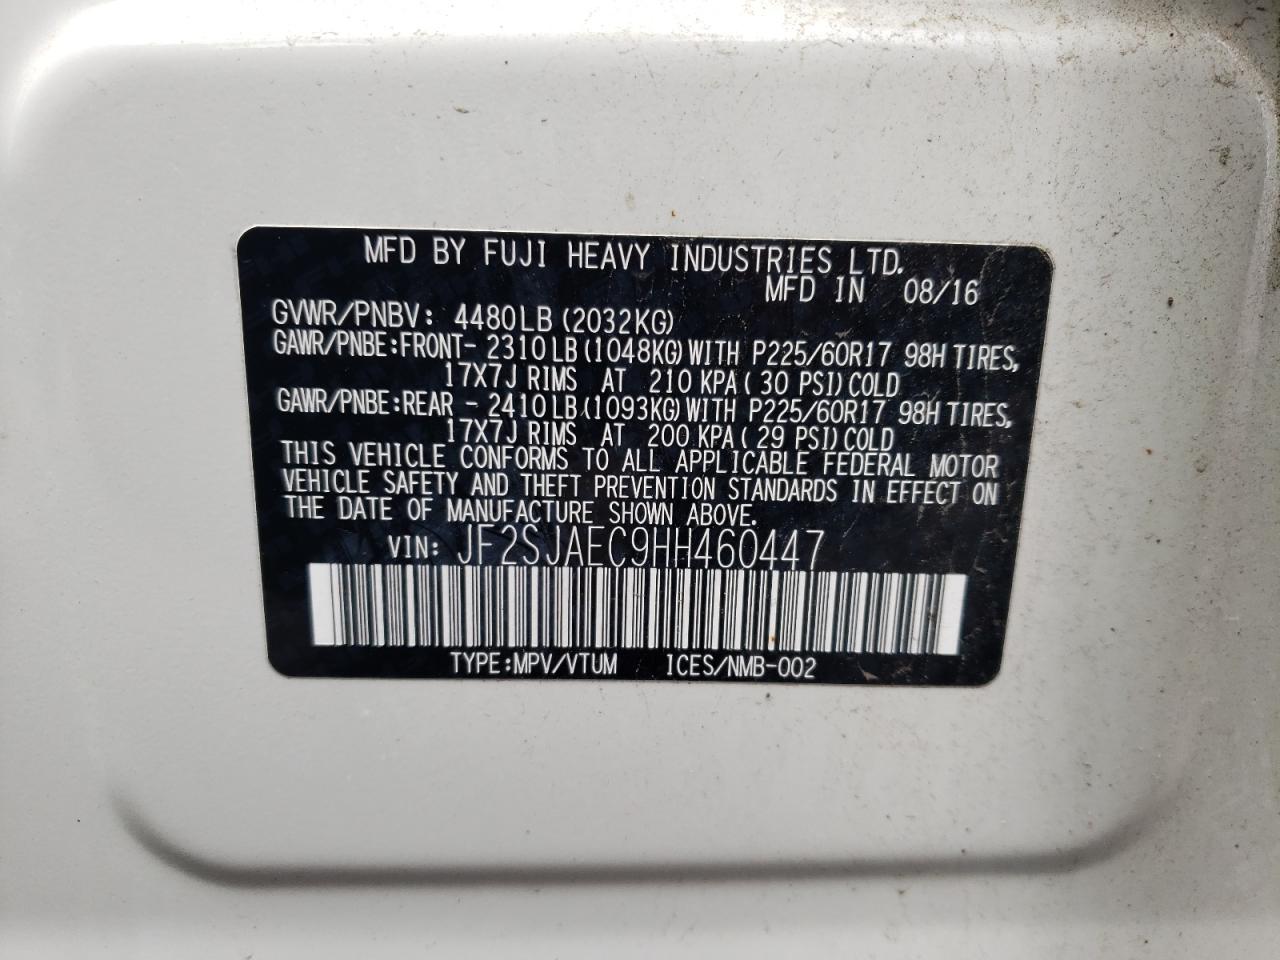 MFD BY FUJI HEAVY INDUSTRIES LTD.
MFD IN 08/16
GVWR/PNBV: 4480LB (2032KG)
GAWR/PNBE:FRONT- 2310LB (1048KG) WITH P225/60R17 98H TIRES,
17X7J RIMS AT 210 KPA (30 PSI) COLD
GAWR/PNBE:REAR - 2410LB (1093KG) WITH P225/60R17 98H TIRES,
17X7J RIMS AT 200 KPA (29 PSI) COLD
THIS VEHICLE CONFORMS TO ALL APPLICABLE FEDERAL MOTOR
VEHICLE SAFETY AND THEFT PREVENTION STANDARDS IN EFFECT ON
THE DATE OF MANUFACTURE SHOWN ABOVE.
VIN: JF2SJAEC9HH460447
TYPE:MPV/VTUM ICES/NMB-002